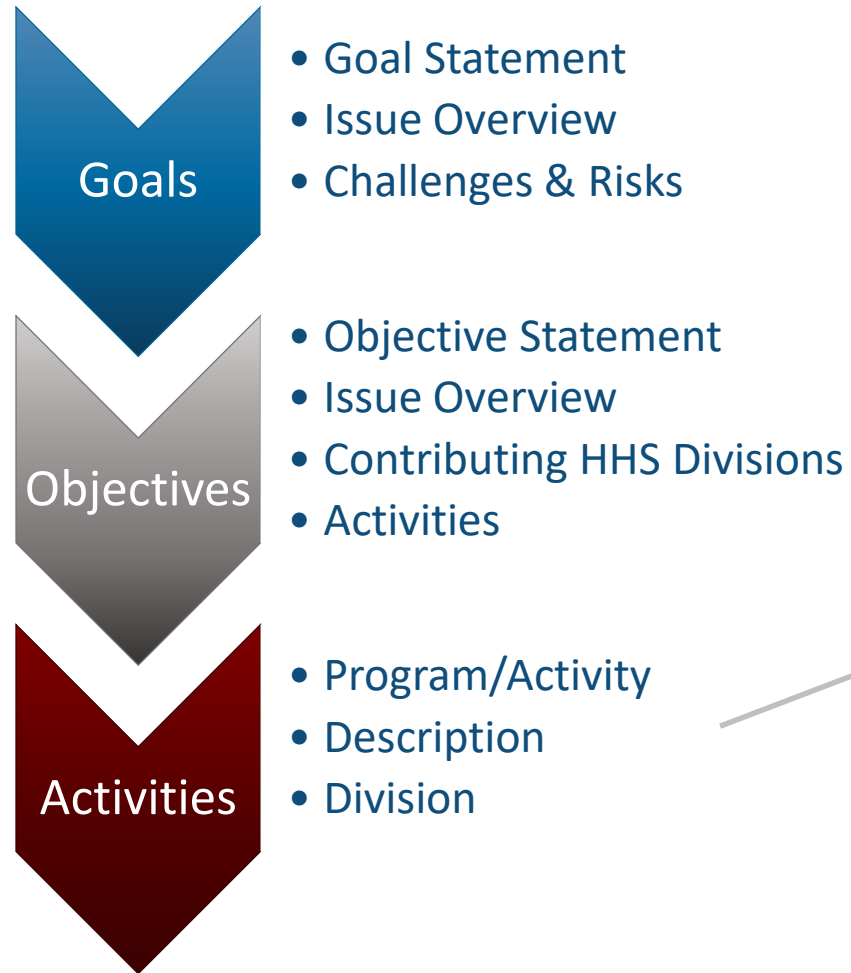 Goals
• Goal Statement
• Issue Overview
• Challenges & Risks
Objectives
• Objective Statement
• Issue Overview
• Contributing HHS Divisions
• Activities
Activities
• Program/Activity
• Description
• Division